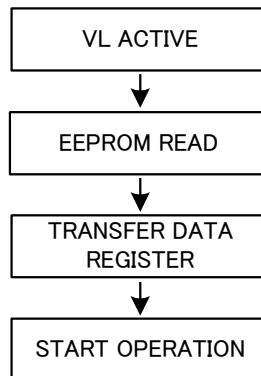 VL ACTIVE
EEPROM READ
TRANSFER DATA
REGISTER
START OPERATION